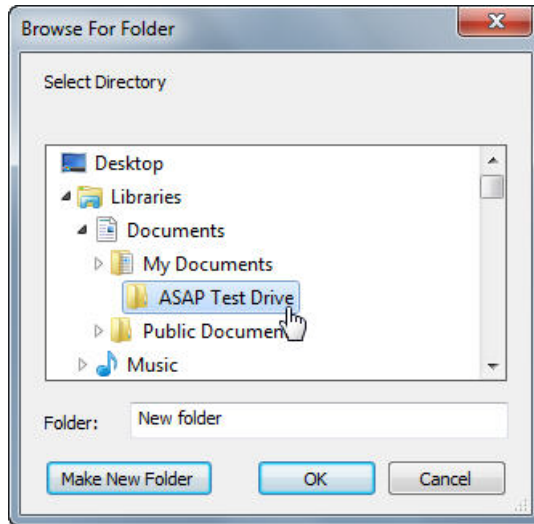 Browse For Folder
Select Directory
Desktop
Libraries
Documents
My Documents
ASAP Test Drive
Public Documen
Music
Folder: New folder
Make New Folder OK Cancel